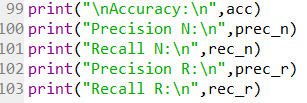 99 print("\nAccuracy:\n",acc)
100 print("Precision N:\n",prec_n)
101 print("Recall N:\n",rec_n)
102 print("Precision R:\n",prec_r)
103 print("Recall R:\n",rec_r)